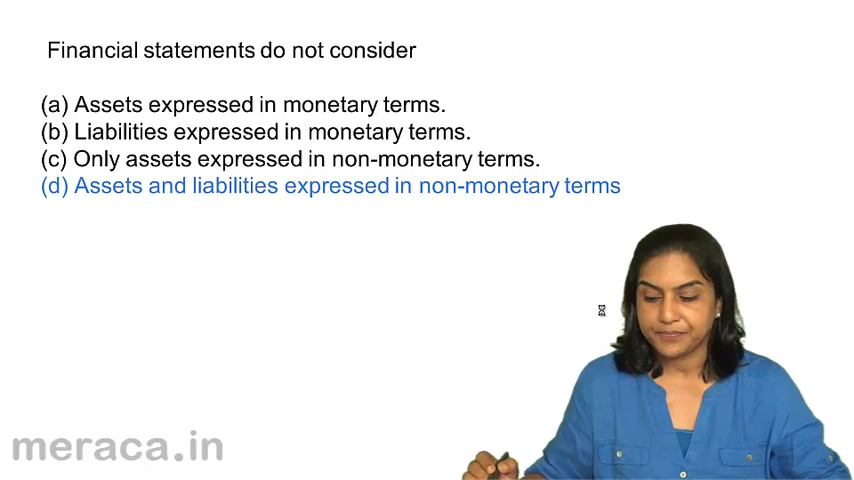 Financial statements do not consider
(a) Assets expressed in monetary terms.
(b) Liabilities expressed in monetary terms.
(c) Only assets expressed in non-monetary terms.
(d) Assets and liabilities expressed in non-monetary terms
meraca.in